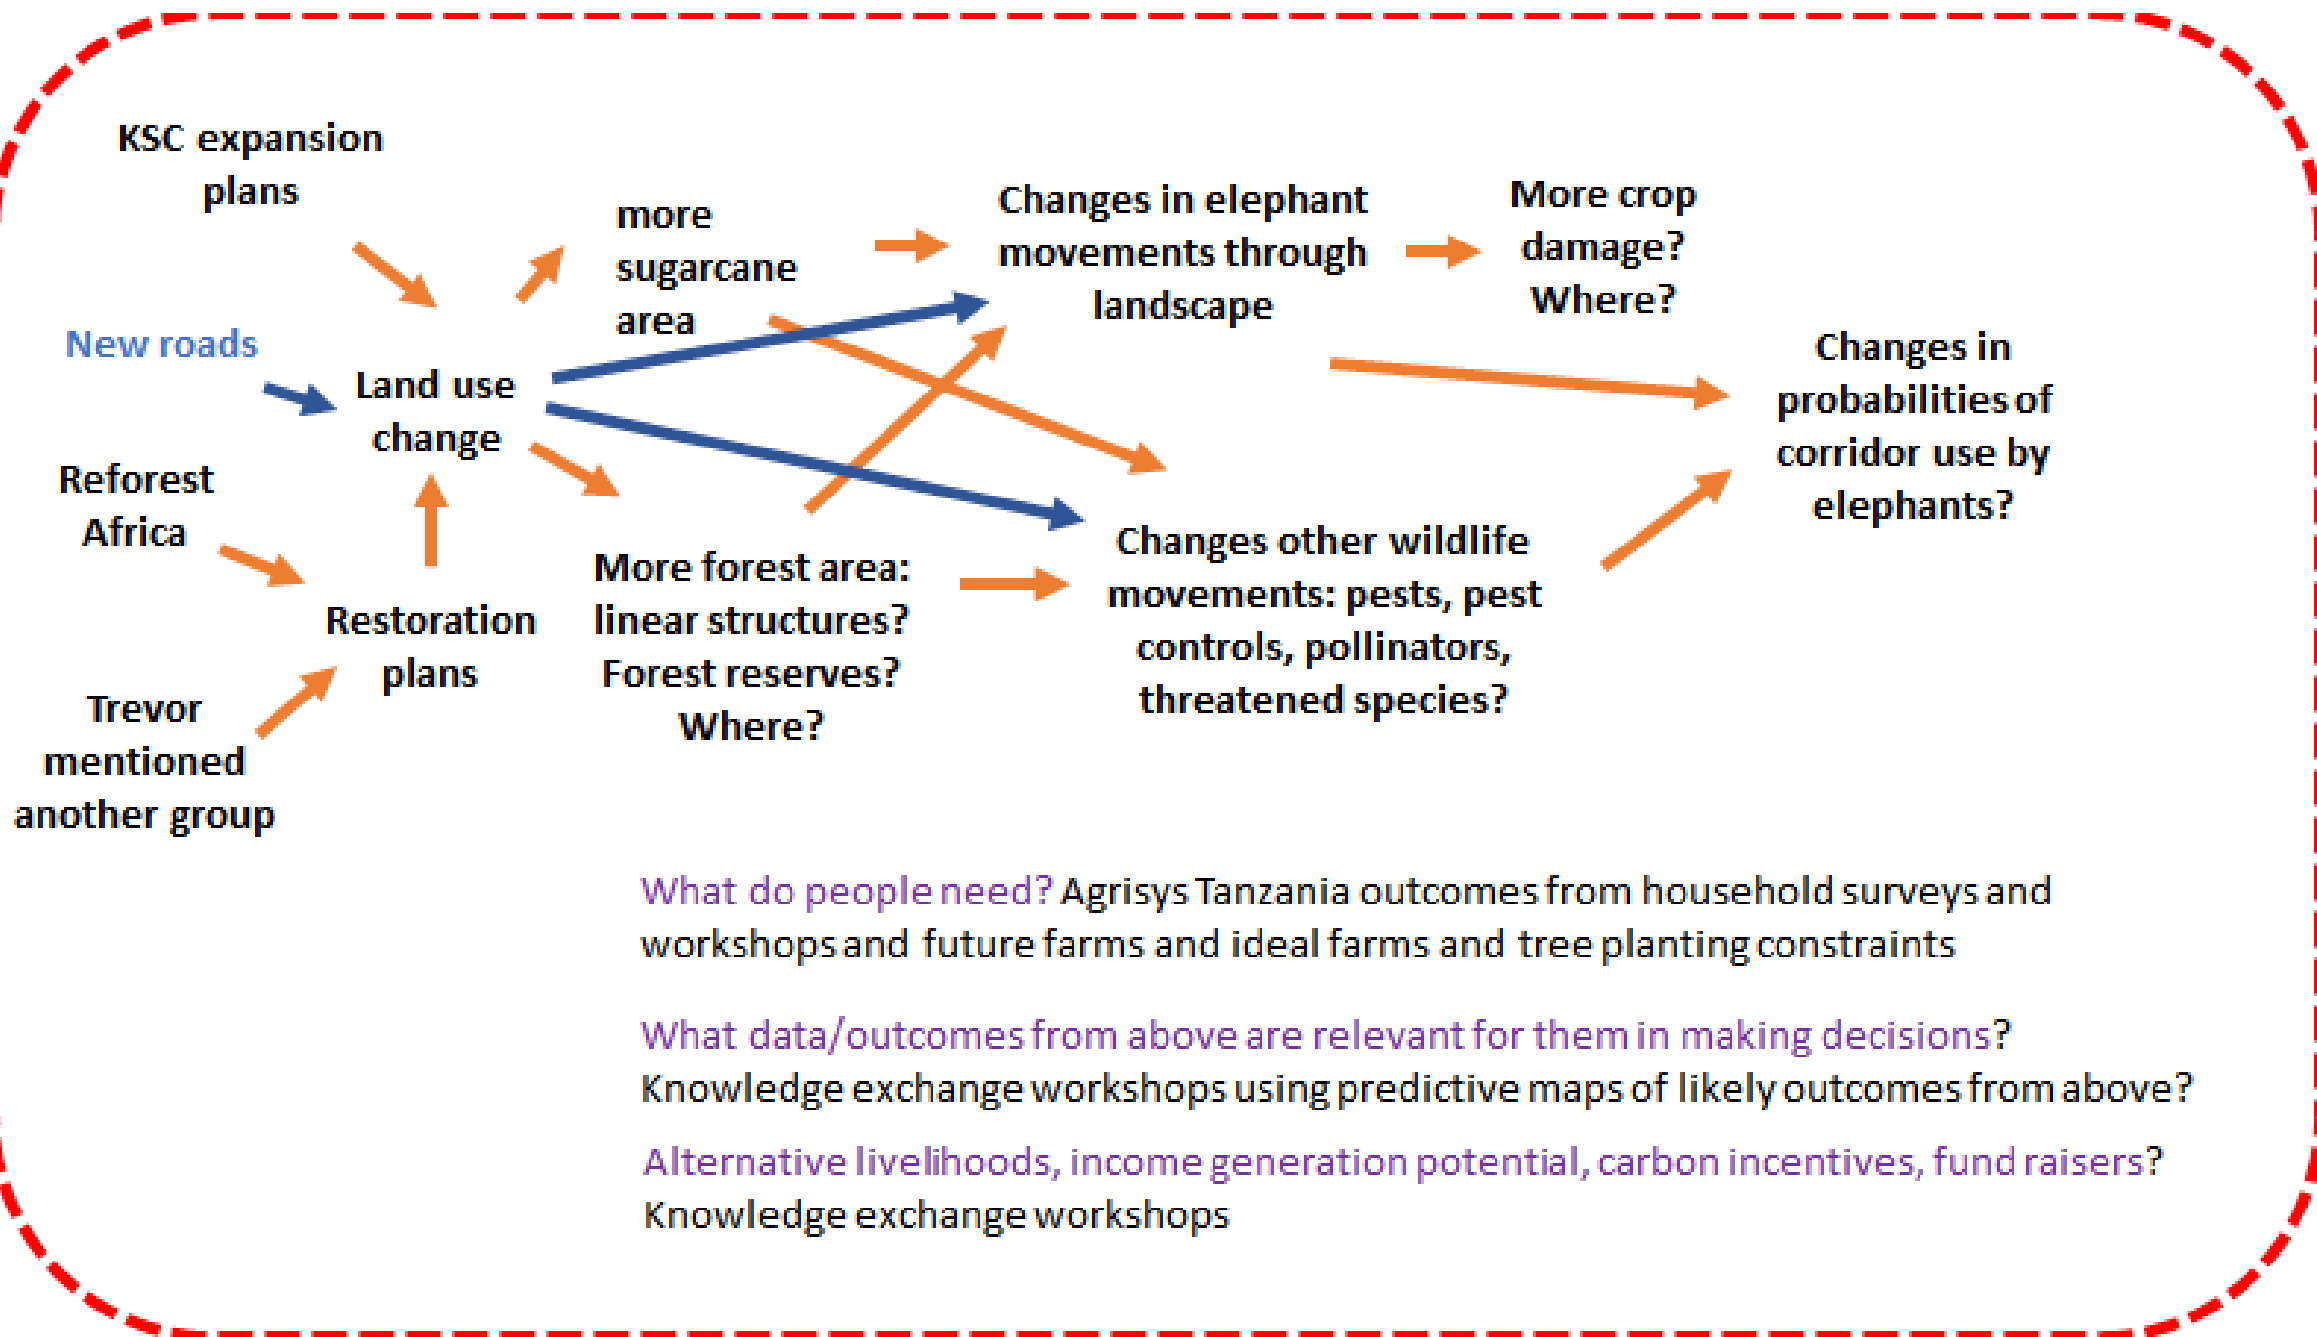 KSC expansion
plans
New roads
Reforest
Africa
Trevor
mentioned
another group
Land use
change
Restoration
plans
more
sugarcane
area
More forest area:
linear structures?
Forest reserves?
Where?
Changes in elephant
movements through
landscape
Changes other wildlife
movements: pests, pest
controls, pollinators,
threatened species?
More crop
damage?
Where?
Changes in
probabilities of
corridor use by
elephants?
What do people need? Agrisys Tanzania outcomes from household surveys and
workshops and future farms and ideal farms and tree planting constraints
What data/outcomes from above are relevant for them in making decisions?
Knowledge exchange workshops using predictive maps of likely outcomes from above?
Alternative livelihoods, income generation potential, carbon incentives, fund raisers?
Knowledge exchange workshops